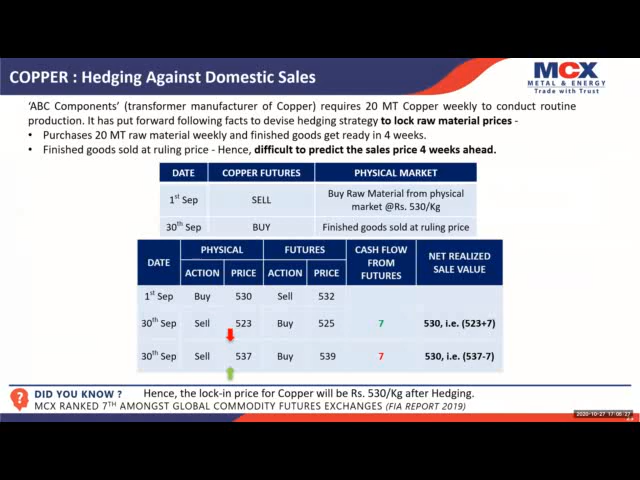 COPPER : Hedging Against Domestic Sales
MCX
METAL & ENERGY
Trade with Trust
‘ABC Components’ (transformer manufacturer of Copper) requires 20 MT Copper weekly to conduct routine
production. It has put forward following facts to devise hedging strategy to lock raw material prices -
• Purchases 20 MT raw material weekly and finished goods get ready in 4 weeks.
• Finished goods sold at ruling price - Hence, difficult to predict the sales price 4 weeks ahead.
DATE COPPER FUTURES PHYSICAL MARKET
1st Sep SELL Buy Raw Material from physical
market @Rs. 530/Kg
30th Sep BUY Finished goods sold at ruling price
DATE PHYSICAL FUTURES CASH FLOW FROM FUTURES NET REALIZED SALE VALUE
ACTION PRICE ACTION PRICE
1st Sep Buy 530 Sell 532
30th Sep Sell 523 Buy 525 7 530, i.e. (523+7)
30th Sep Sell 537 Buy 539 7 530, i.e. (537-7)
DID YOU KNOW ? Hence, the lock-in price for Copper will be Rs. 530/Kg after Hedging.
MCX RANKED 7TH AMONGST GLOBAL COMMODITY FUTURES EXCHANGES (FIA REPORT 2019)
2020-10-27 17:06:27